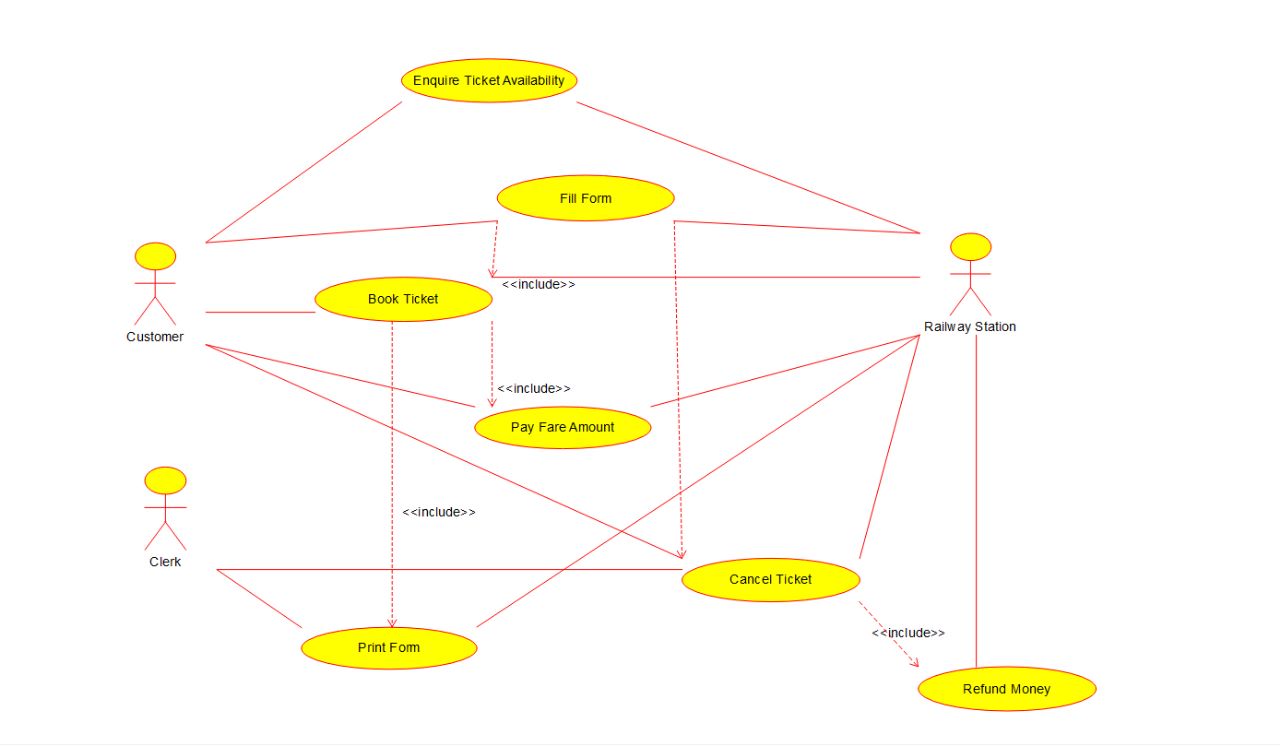 Enquire Ticket Availability
Fill Form
<<include>>
Book Ticket
Railway Station
Customer
<<include>>
Pay Fare Amount
<<include>>
Clerk
Cancel Ticket
<<include>>
Print Form
Refund Money